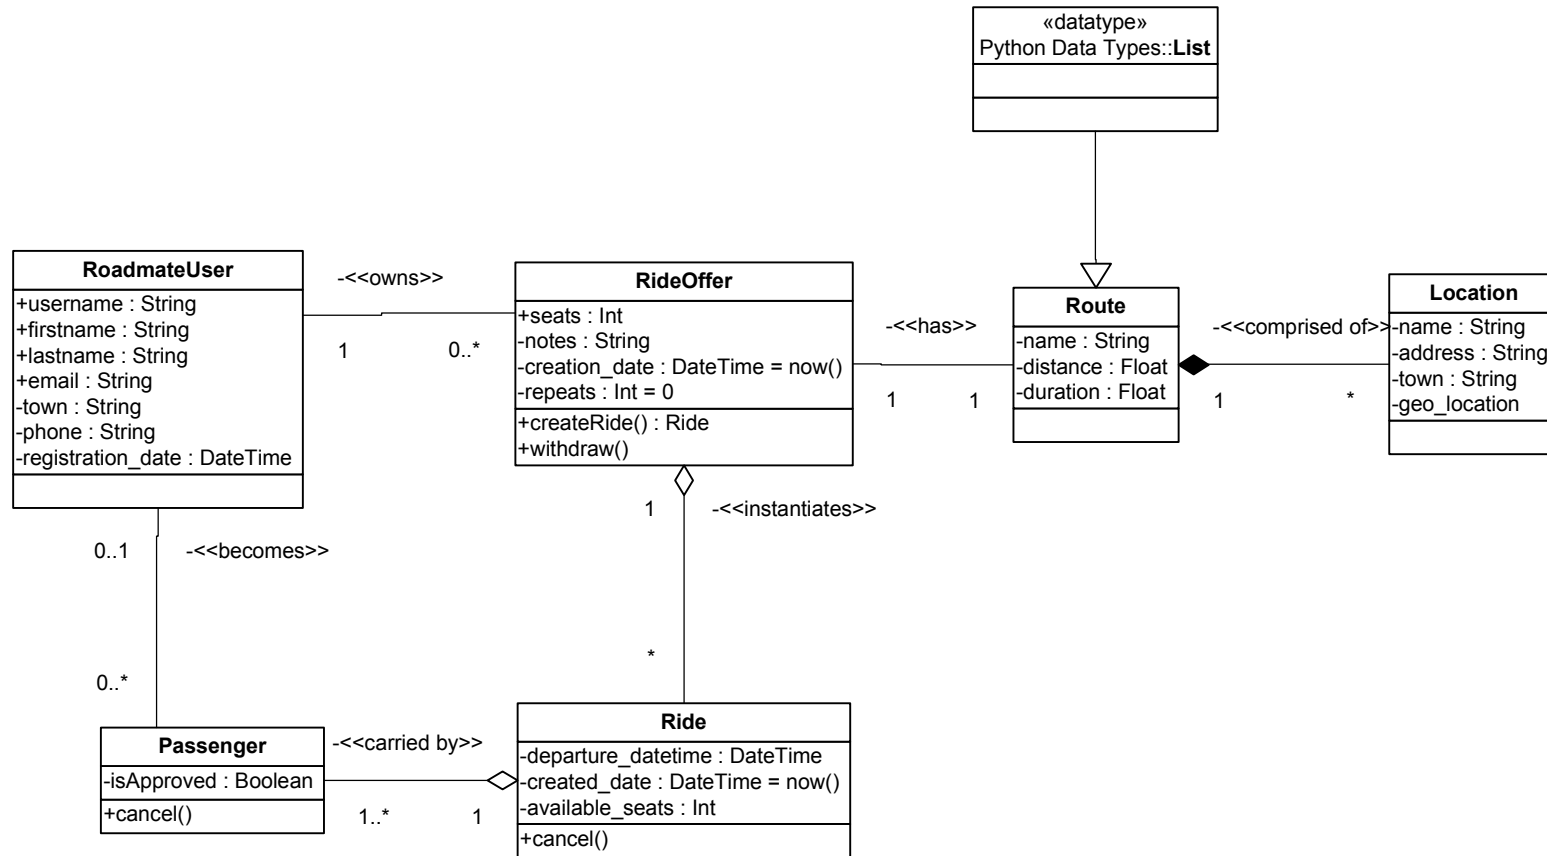 «datatype»
Python Data Types::List
RoadmateUser
+username : String
+firstname : String
+lastname : String
+email : String
-town : String
-phone : String
-registration_date : DateTime
-<<owns>>
1
0..*
RideOffer
+seats : Int
-notes : String
-creation_date : DateTime = now()
-repeats : Int = 0
+createRide() : Ride
+withdraw()
-<<has>>
1
1
Route
-name : String
-distance : Float
-duration : Float
-<<comprised of>>
1
*
Location
-name : String
-address : String
-town : String
-geo_location
0..1
-<<becomes>>
0..*
1
-<<instantiates>>
*
Passenger
-isApproved : Boolean
+cancel()
-<<carried by>>
1..*
1
Ride
-departure_datetime : DateTime
-created_date : DateTime = now()
-available_seats : Int
+cancel()